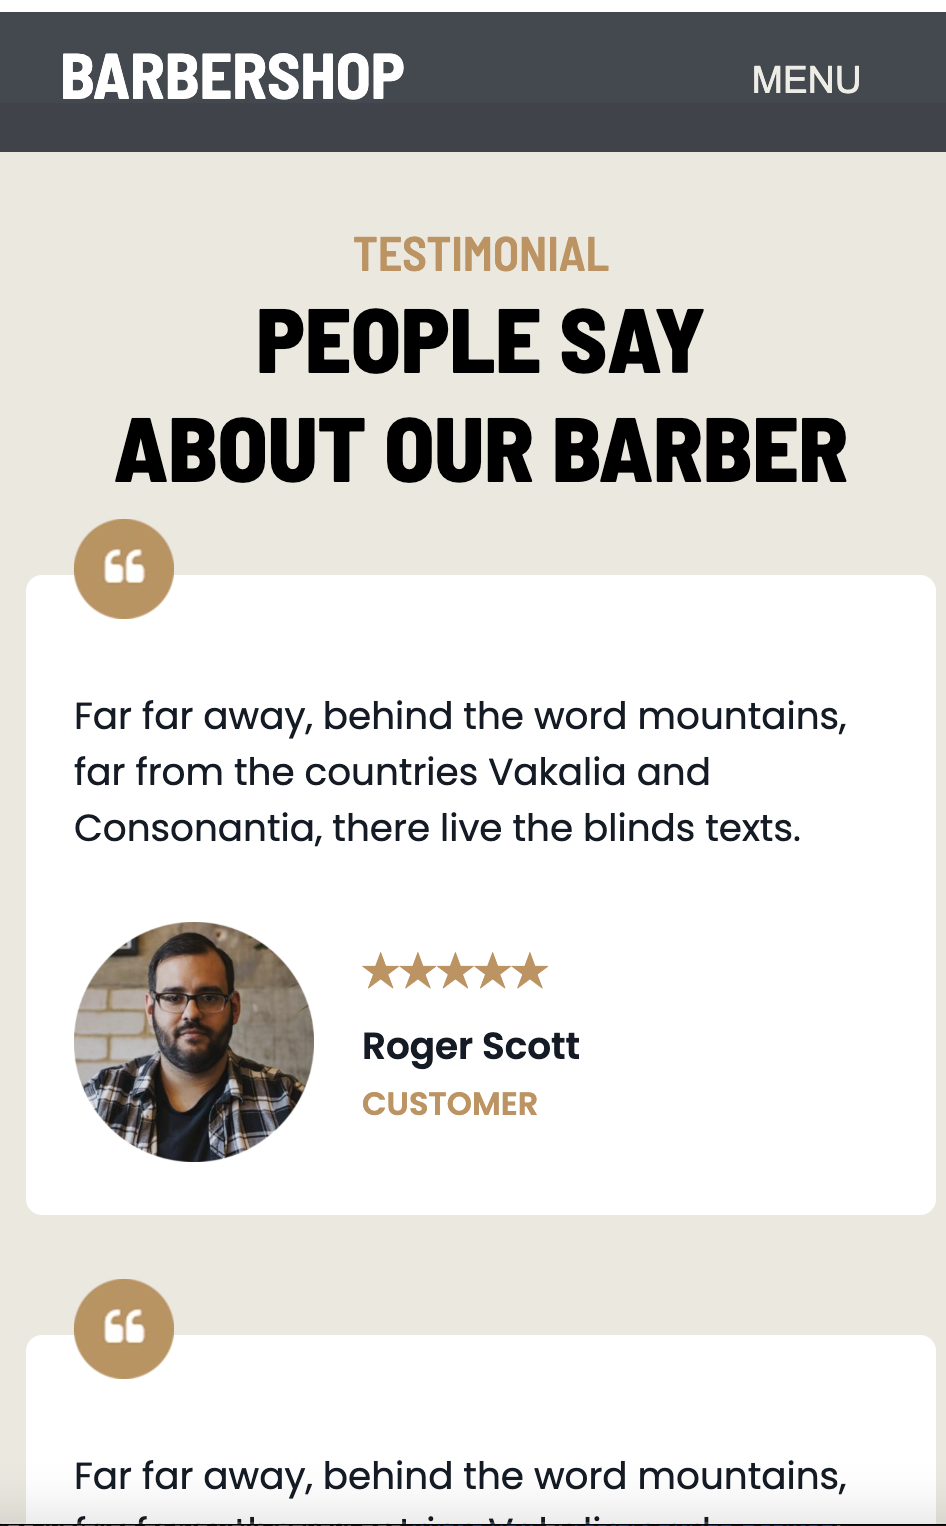 BARBERSHOP
MENU
TESTIMONIAL
PEOPLE SAY
ABOUT OUR BARBER
Far far away, behind the word mountains,
far from the countries Vakalia and
Consonantia, there live the blinds texts.
★★★★★
Roger Scott
CUSTOMER
Far far away, behind the word mountains,